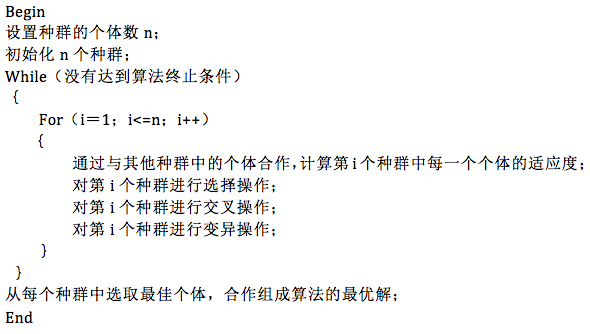 Begin
设置种群的个体数 n；
初始化 n 个种群；
While（没有达到算法终止条件）
{
For（i＝1；i<=n；i++）
{
通过与其他种群中的个体合作，计算第 i 个种群中每一个个体的适应度；
对第 i 个种群进行选择操作；
对第 i 个种群进行交叉操作；
对第 i 个种群进行变异操作；
}
}
从每个种群中选取最佳个体，合作组成算法的最优解；
End